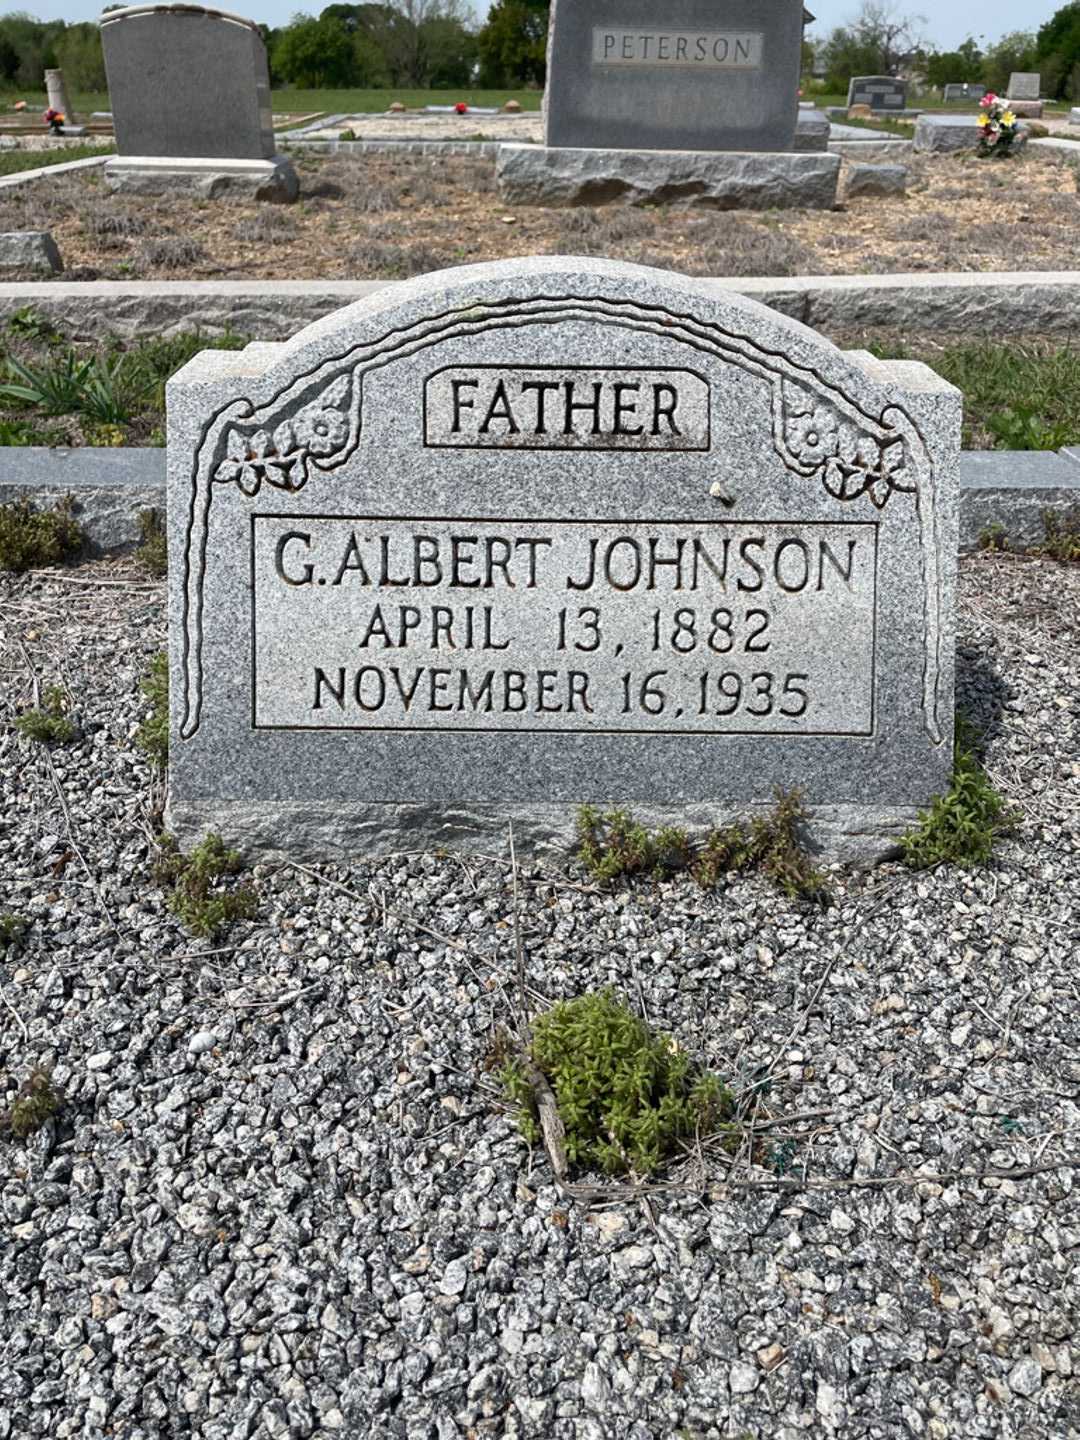 PETERSON
FATHER
G. ALBERT JOHNSON
APRIL 13, 1882
NOVEMBER 16, 1935